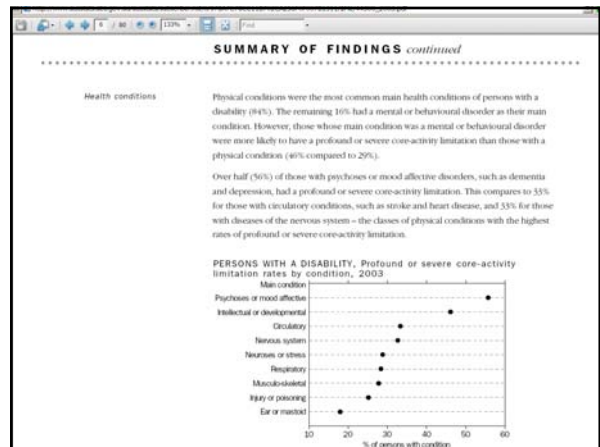 6 / 80 133% Find
SUMMARY OF FINDINGS continued
Health conditions
Physical conditions were the most common main health conditions of persons with a
disability (84%). The remaining 16% had a mental or behavioural disorder as their main
condition. However, those whose main condition was a mental or behavioural disorder
were more likely to have a profound or severe core-activity limitation than those with a
physical condition (46% compared to 29%).
Over half (56%) of those with psychoses or mood affective disorders, such as dementia
and depression, had a profound or severe core-activity limitation. This compares to 33%
for those with circulatory conditions, such as stroke and heart disease, and 33% for those
with diseases of the nervous system – the classes of physical conditions with the highest
rates of profound or severe core-activity limitation.
PERSONS WITH A DISABILITY, Profound or severe core-activity
limitation rates by condition, 2003
Main condition
Psychoses or mood affective
Intellectual or developmental
Circulatory
Nervous system
Neuroses or stress
Respiratory
Musculo-skeletal
Injury or poisoning
Ear or mastoid
10 20 30 40 50 60
% of persons with condition